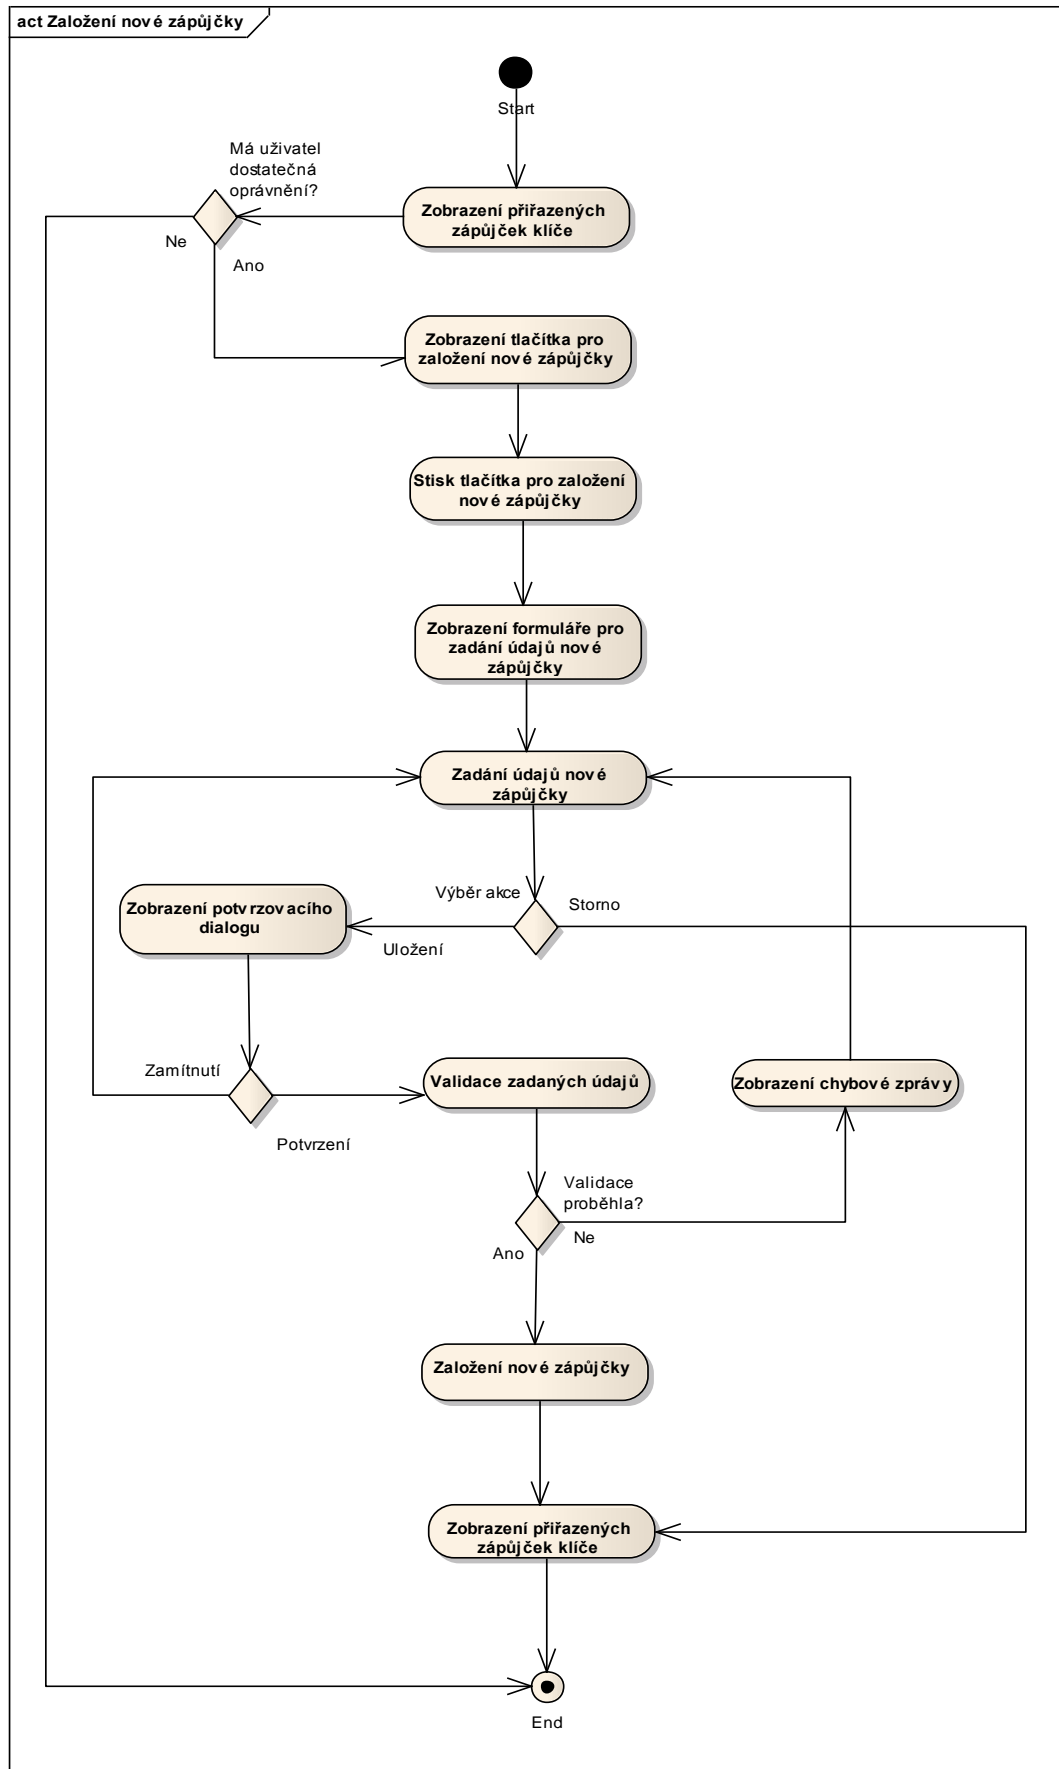 act Založení nové zápůjčky
Start
Má uživatel
dostatečná
oprávnění?
Zobrazení přiřazených
zápůjček klíče
Ne
Ano
Zobrazení tlačítka pro
založení nové zápůjčky
Stisk tlačítka pro založení
nové zápůjčky
Zobrazení formuláře pro
zadání údajů nové
zápůjčky
Zadání údajů nové
zápůjčky
Výběr akce
Storno
Zobrazení potvrzovacího
dialogu
Uložení
Zamítnutí
Validace zadaných údajů
Zobrazení chybové zprávy
Potvrzení
Validace
proběhla?
Ne
Ano
Založení nové zápůjčky
Zobrazení přiřazených
zápůjček klíče
End